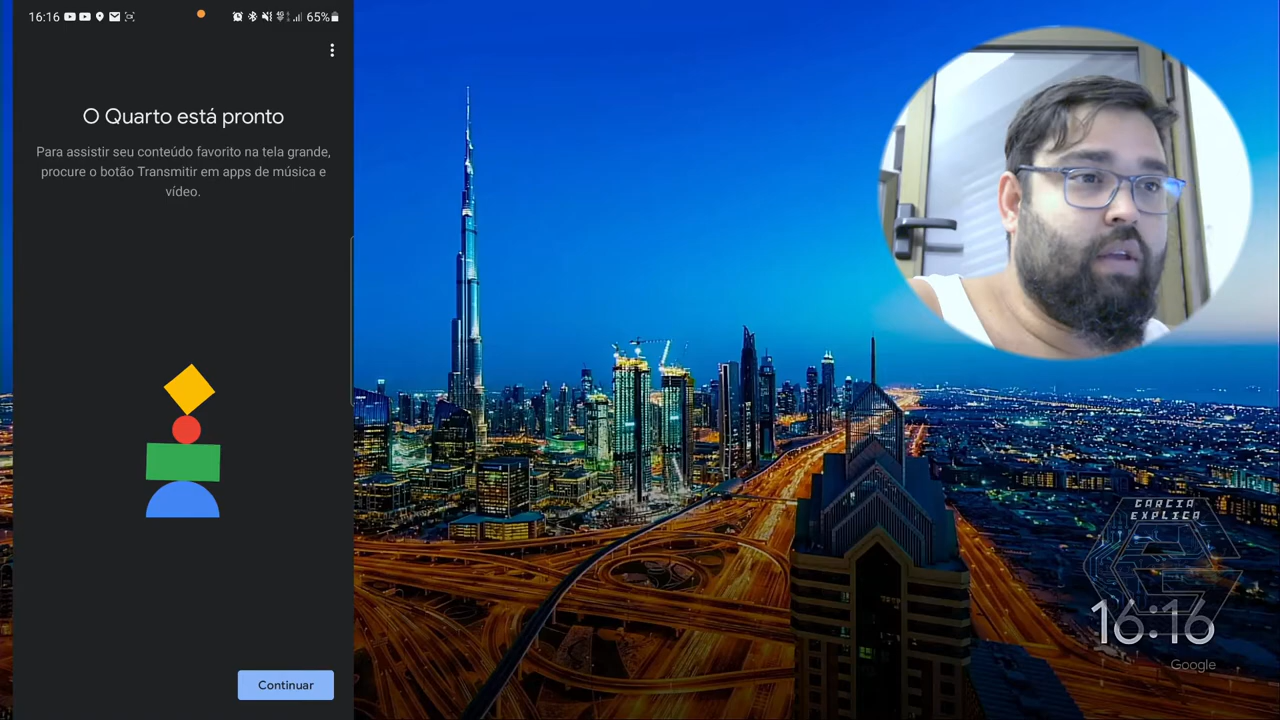 16:16
65%
O Quarto está pronto
Para assistir seu conteúdo favorito na tela grande,
procure o botão Transmitir em apps de música e
vídeo.
Continuar
GARCIA
EXPLICA
16:16
Google